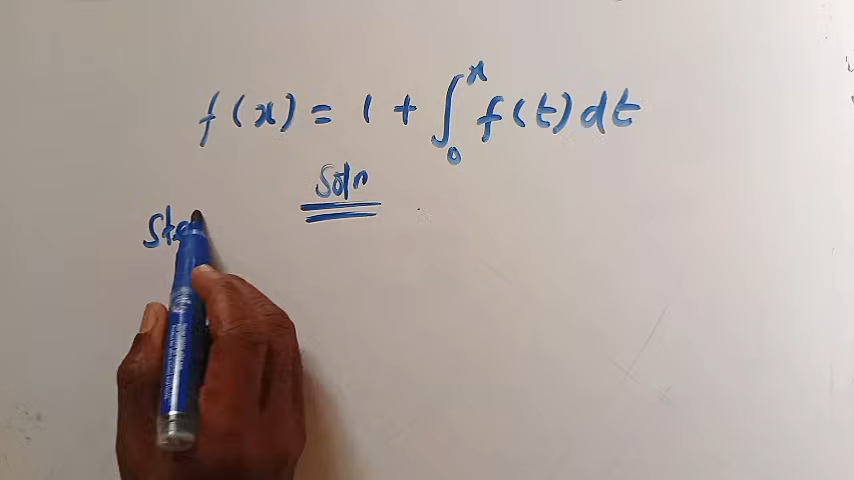 f(x) = 1 + ∫₀ˣ f(t) dt
Soln